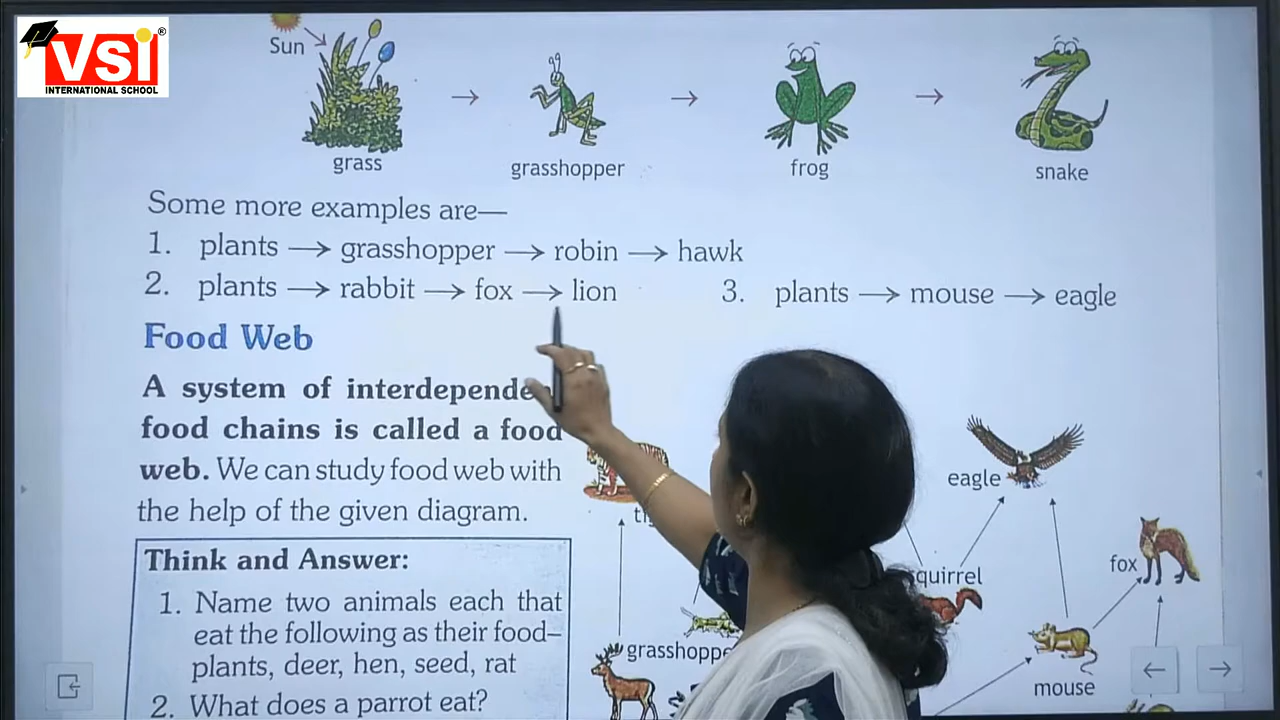 VSI
INTERNATIONAL SCHOOL
®
Sun
grass
grasshopper
frog
snake
Some more examples are—
1. plants → grasshopper → robin → hawk
2. plants → rabbit → fox → lion
3. plants → mouse → eagle
Food Web
A system of interdepende
food chains is called a food
web. We can study food web with
the help of the given diagram.
Think and Answer:
1. Name two animals each that
eat the following as their food–
plants, deer, hen, seed, rat
2. What does a parrot eat?
eagle
fox
quirrel
grasshoppe
mouse